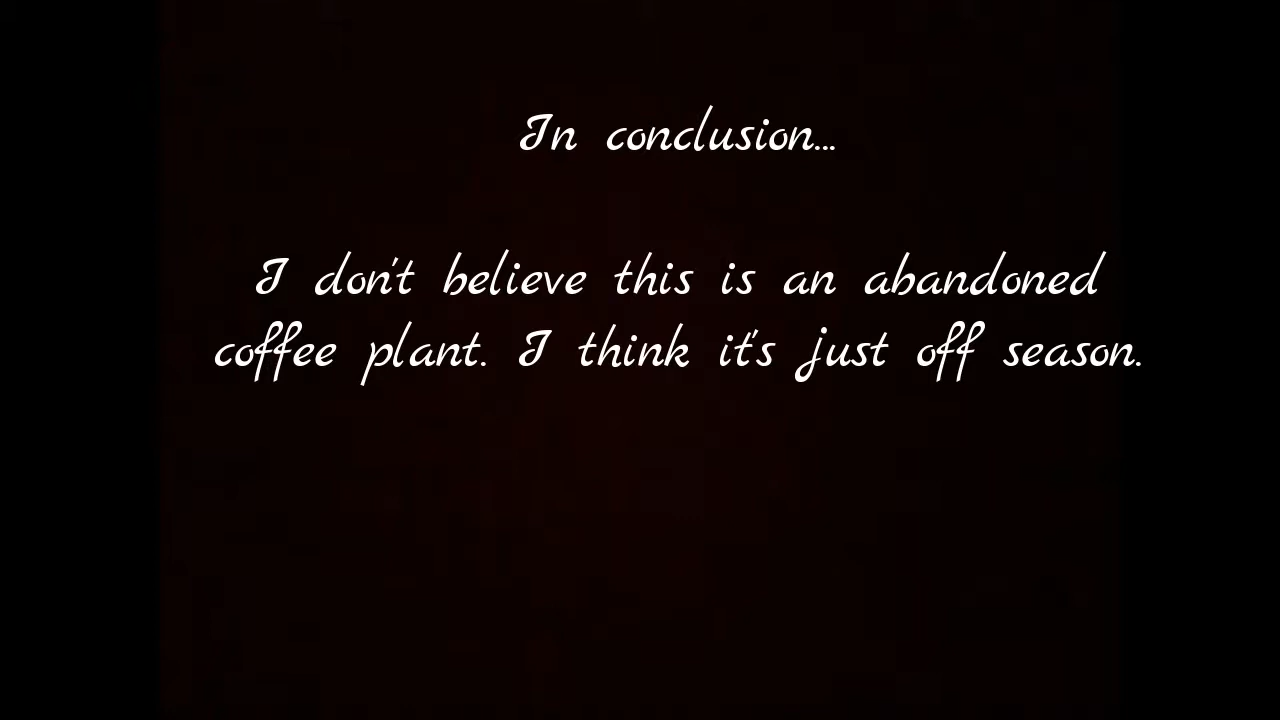 In conclusion...
I don't believe this is an abandoned
coffee plant. I think it's just off season.